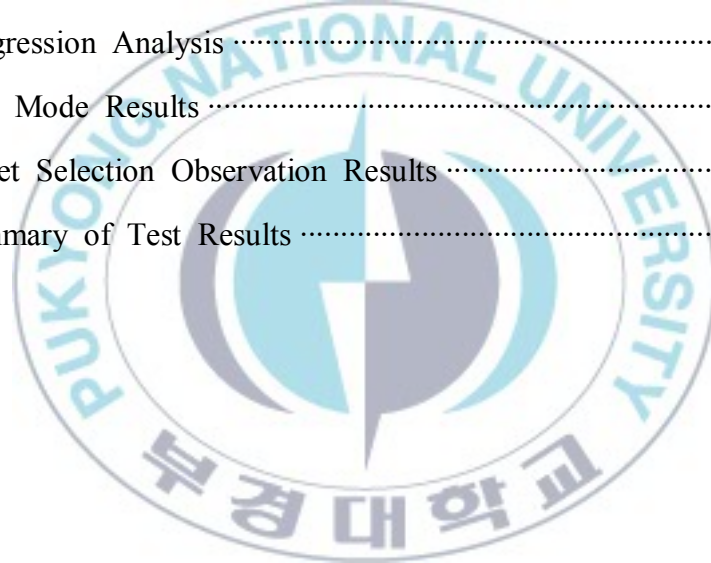 gression Analysis ························································
Mode Results ····························································
et Selection Observation Results ······························
mary of Test Results ················································
PUKYONG NATIONAL UNIVERSITY
부경대학교